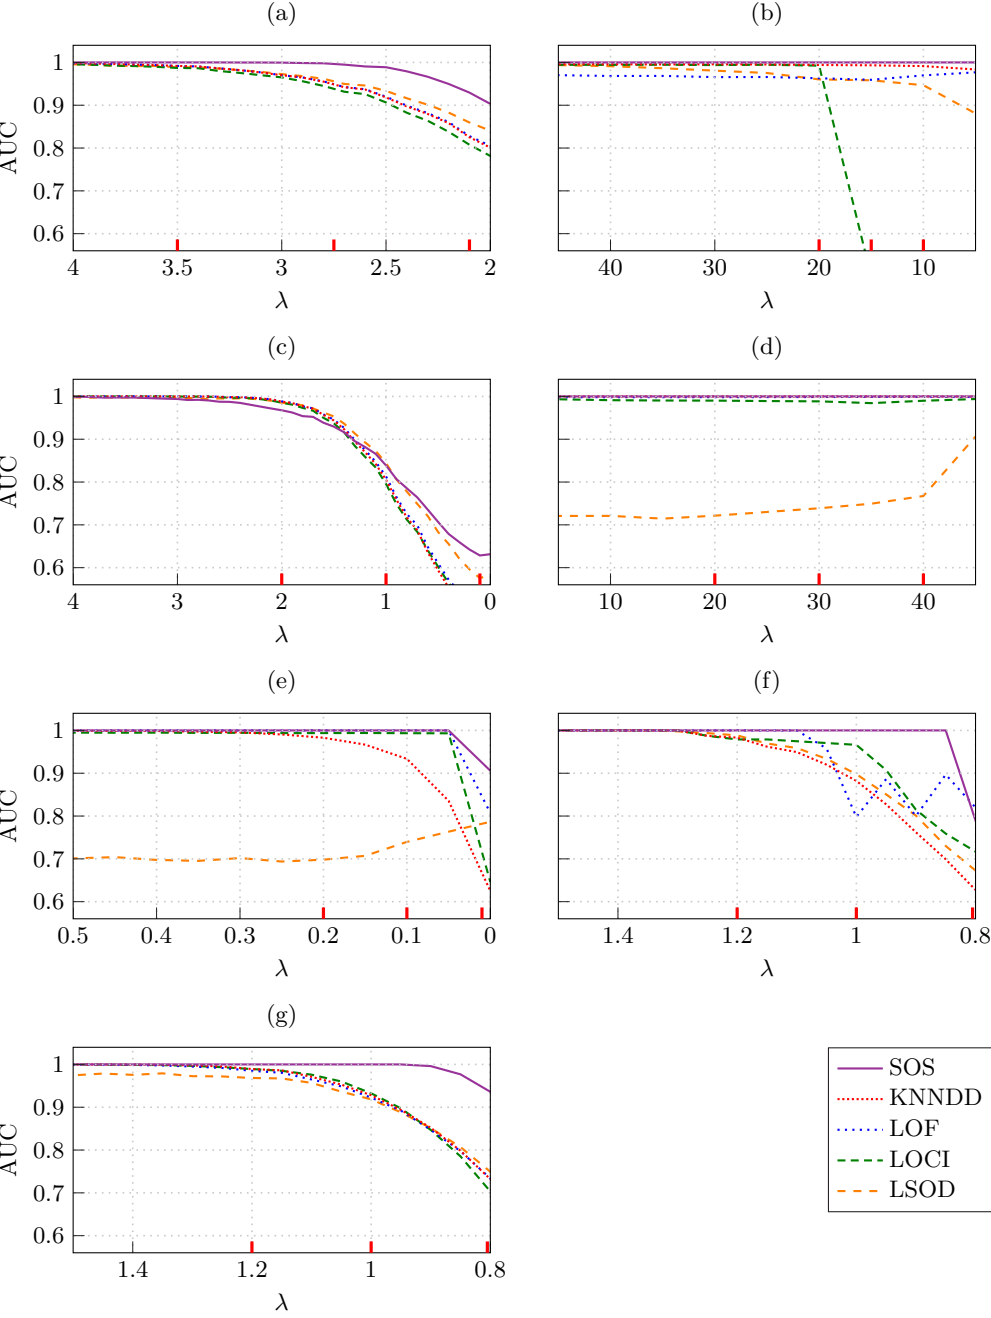 (a)
(b)
1
0.9
0.8
0.7
0.6
AUC
4
3.5
3
2.5
2
λ
40
30
20
10
λ
(c)
(d)
1
0.9
0.8
0.7
0.6
AUC
4
3
2
1
0
λ
10
20
30
40
λ
(e)
(f)
1
0.9
0.8
0.7
0.6
AUC
0.5
0.4
0.3
0.2
0.1
0
λ
1.4
1.2
1
0.8
λ
(g)
1
0.9
0.8
0.7
0.6
AUC
1.4
1.2
1
0.8
λ
SOS
KNNDD
LOF
LOCI
LSOD